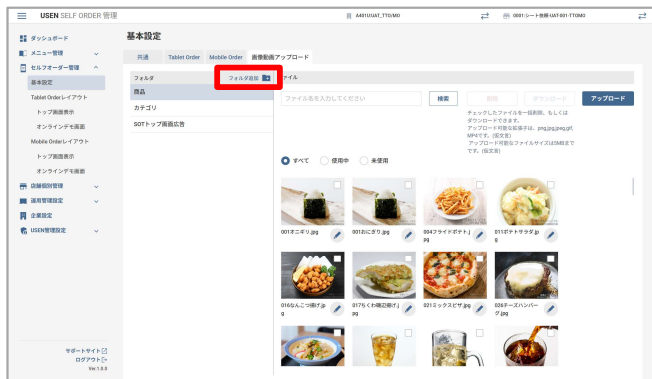 USEN SELF ORDER 管理
A401U:UAT_TTO/MO
0001:シート依頼-UAT-001-TTOMO
ダッシュボード
メニュー管理
セルフオーダー管理
基本設定
Tablet Orderレイアウト
トップ画面表示
オンラインデモ画面
Mobile Orderレイアウト
トップ画面表示
オンラインデモ画面
店舗個別管理
運用管理設定
企業設定
USEN管理設定
サポートサイト
ログアウト
Ver.1.0.0
基本設定
共通
Tablet Order
Mobile Order
画像動画アップロード
フォルダ
フォルダ追加
商品
カテゴリ
SOTトップ画面広告
ファイル
ファイル名を入力してください
検索
削除
ダウンロード
アップロード
チェックしたファイルを一括削除、もしくは
ダウンロードできます。
アップロード可能な拡張子は、png,jpg,jpeg,gif,
MP4です。(仮文言)
アップロード可能なファイルサイズは5MBまで
です。(仮文言)
すべて
使用中
未使用
001オニギリ.jpg
001おにぎり.jpg
004フライドポテト.j
pg
011ポテトサラダ.jp
g
016なんこつ揚げ.jp
g
017ちくわ磯辺揚げ.j
pg
021ミックスピザ.jpg
026チーズハンバー
グ.jpg